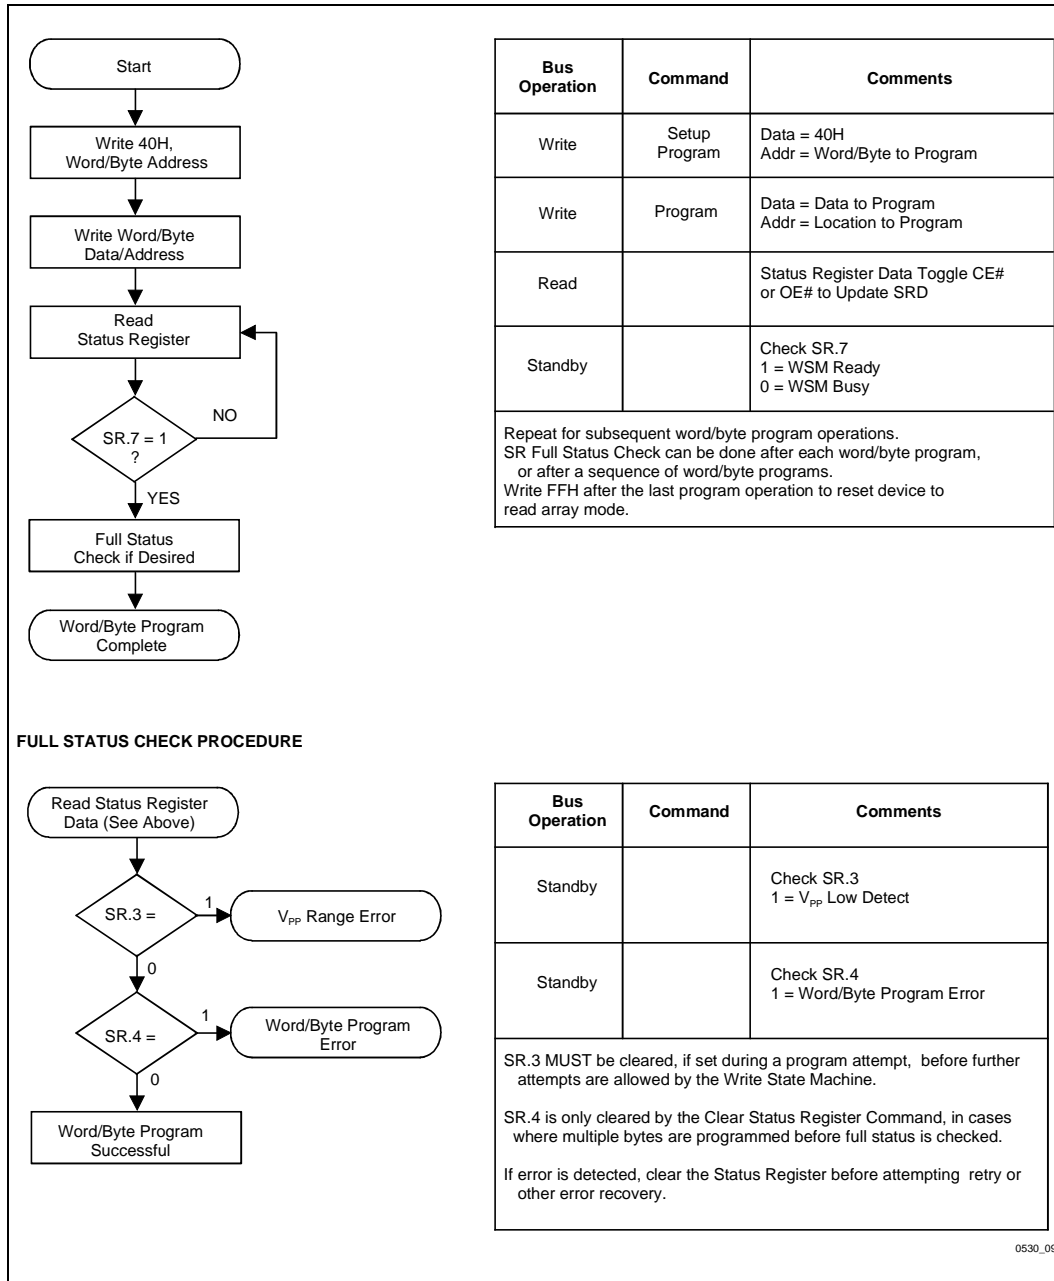 Start
Write 40H,
Word/Byte Address
Write Word/Byte
Data/Address
Read
Status Register
NO
SR.7 = 1
?
YES
Full Status
Check if Desired
Word/Byte Program
Complete
Bus
Operation
Command
Comments
Write
Setup
Program
Data = 40H
Addr = Word/Byte to Program
Write
Program
Data = Data to Program
Addr = Location to Program
Read
Status Register Data Toggle CE#
or OE# to Update SRD
Standby
Check SR.7
1 = WSM Ready
0 = WSM Busy
Repeat for subsequent word/byte program operations.
SR Full Status Check can be done after each word/byte program,
or after a sequence of word/byte programs.
Write FFH after the last program operation to reset device to
read array mode.
FULL STATUS CHECK PROCEDURE
Read Status Register
Data (See Above)
SR.3 =
1
VPP Range Error
0
SR.4 =
1
Word/Byte Program
Error
0
Word/Byte Program
Successful
Bus
Operation
Command
Comments
Standby
Check SR.3
1 = VPP Low Detect
Standby
Check SR.4
1 = Word/Byte Program Error
SR.3 MUST be cleared, if set during a program attempt, before further
attempts are allowed by the Write State Machine.
SR.4 is only cleared by the Clear Status Register Command, in cases
where multiple bytes are programmed before full status is checked.
If error is detected, clear the Status Register before attempting retry or
other error recovery.
0530_09